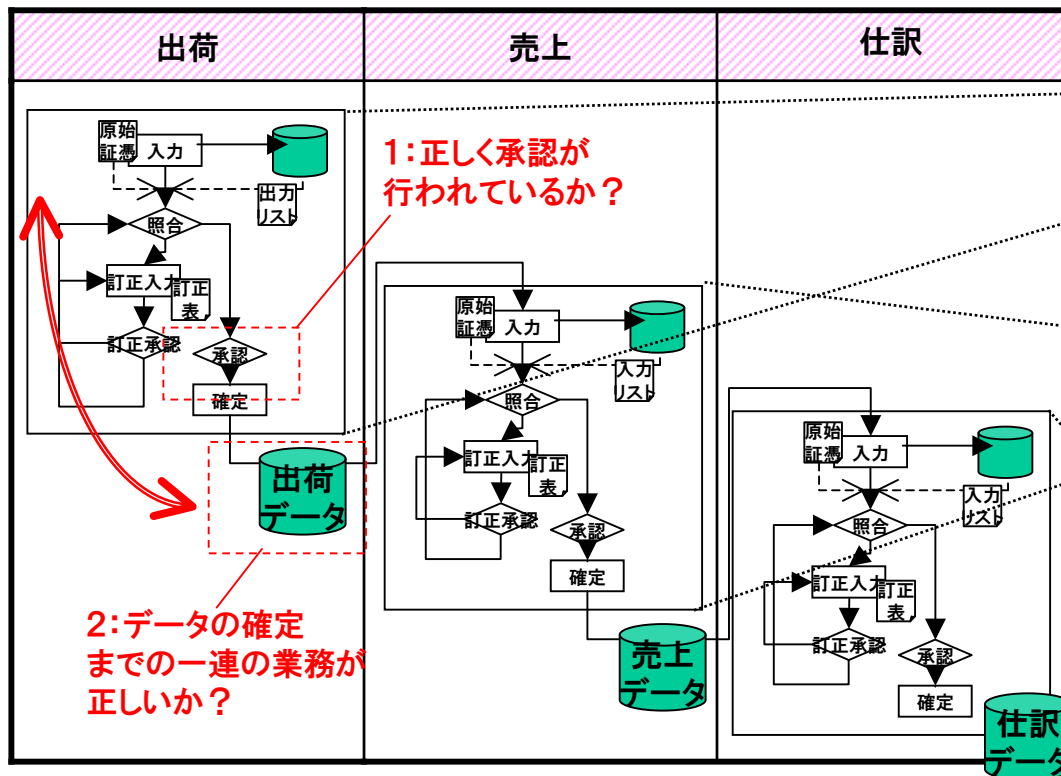 出荷
売上
仕訳
原始
証憑
入力
出力
リスト
照合
訂正入力
訂正
表
訂正承認
承認
確定
出荷
データ
1:正しく承認が
行われているか?
2:データの確定
までの一連の業務が
正しいか?
原始
証憑
入力
入力
リスト
照合
訂正入力
訂正
表
訂正承認
承認
確定
売上
データ
原始
証憑
入力
入力
リスト
照合
訂正入力
訂正
表
訂正承認
承認
確定
仕訳
データ